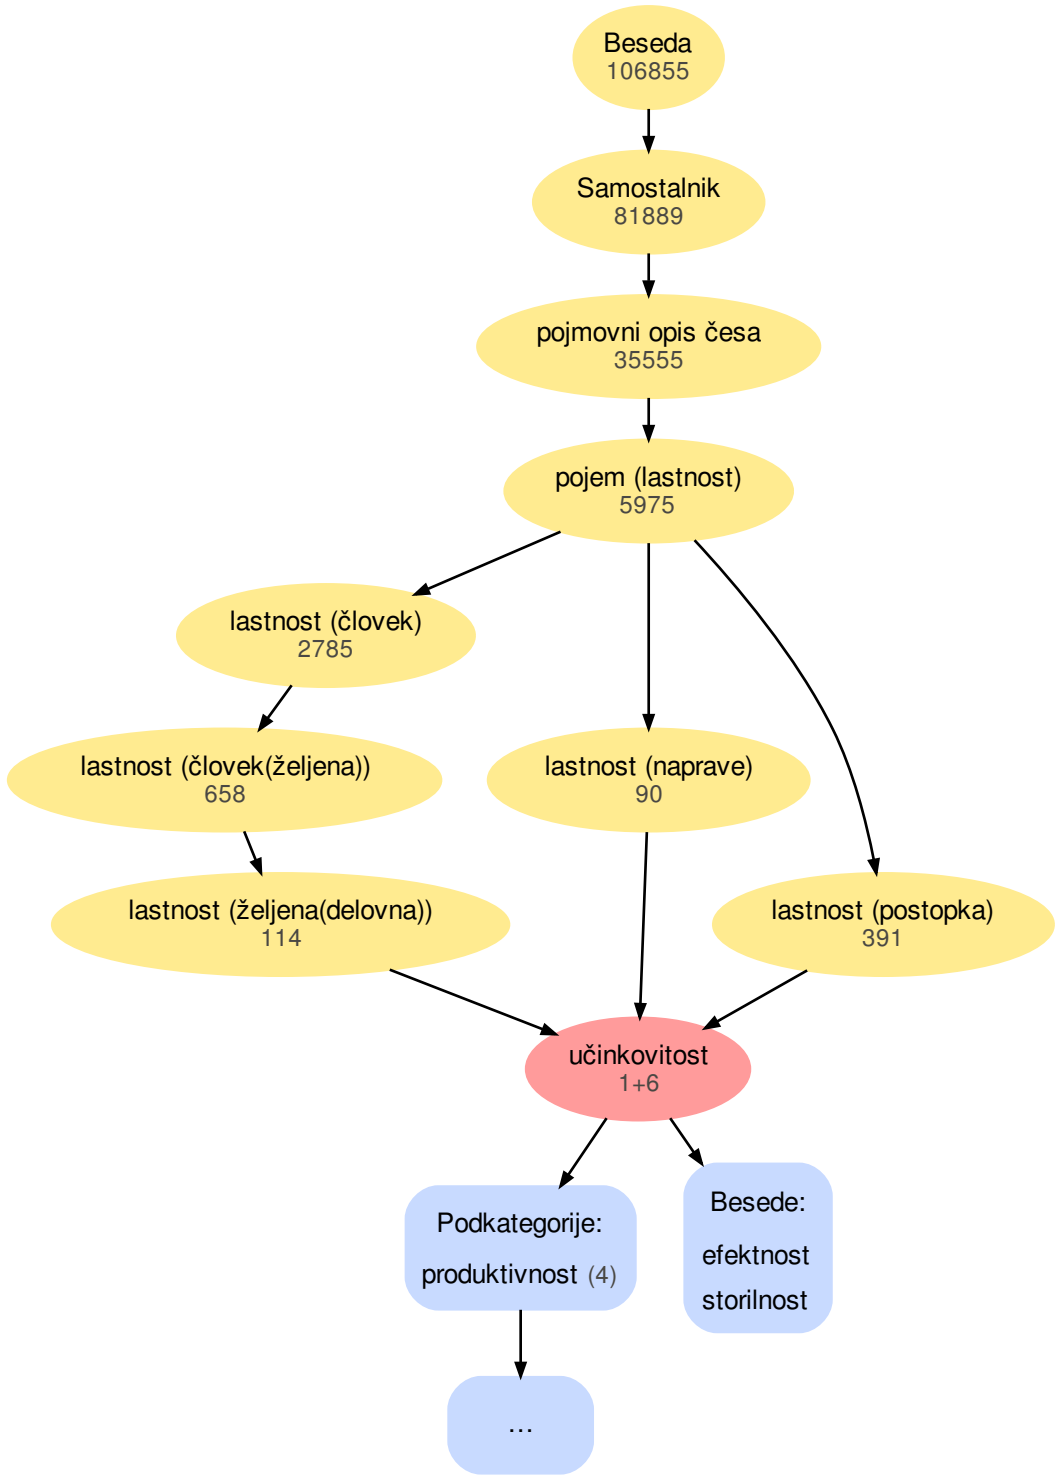 Beseda
106855
Samostalnik
81889
pojmovni opis česa
35555
pojem (lastnost)
5975
lastnost (človek)
2785
lastnost (človek(željena))
658
lastnost (naprave)
90
lastnost (željena(delovna))
114
lastnost (postopka)
391
učinkovitost
1+6
Podkategorije:
produktivnost (4)
Besede:
efektnost
storilnost
...